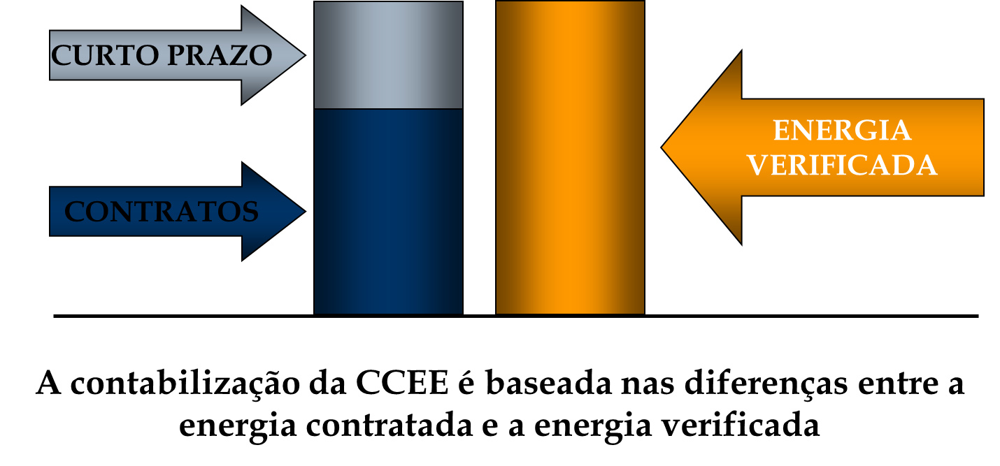 CURTO PRAZO
CONTRATOS
ENERGIA
VERIFICADA
A contabilização da CCEE é baseada nas diferenças entre a
energia contratada e a energia verificada